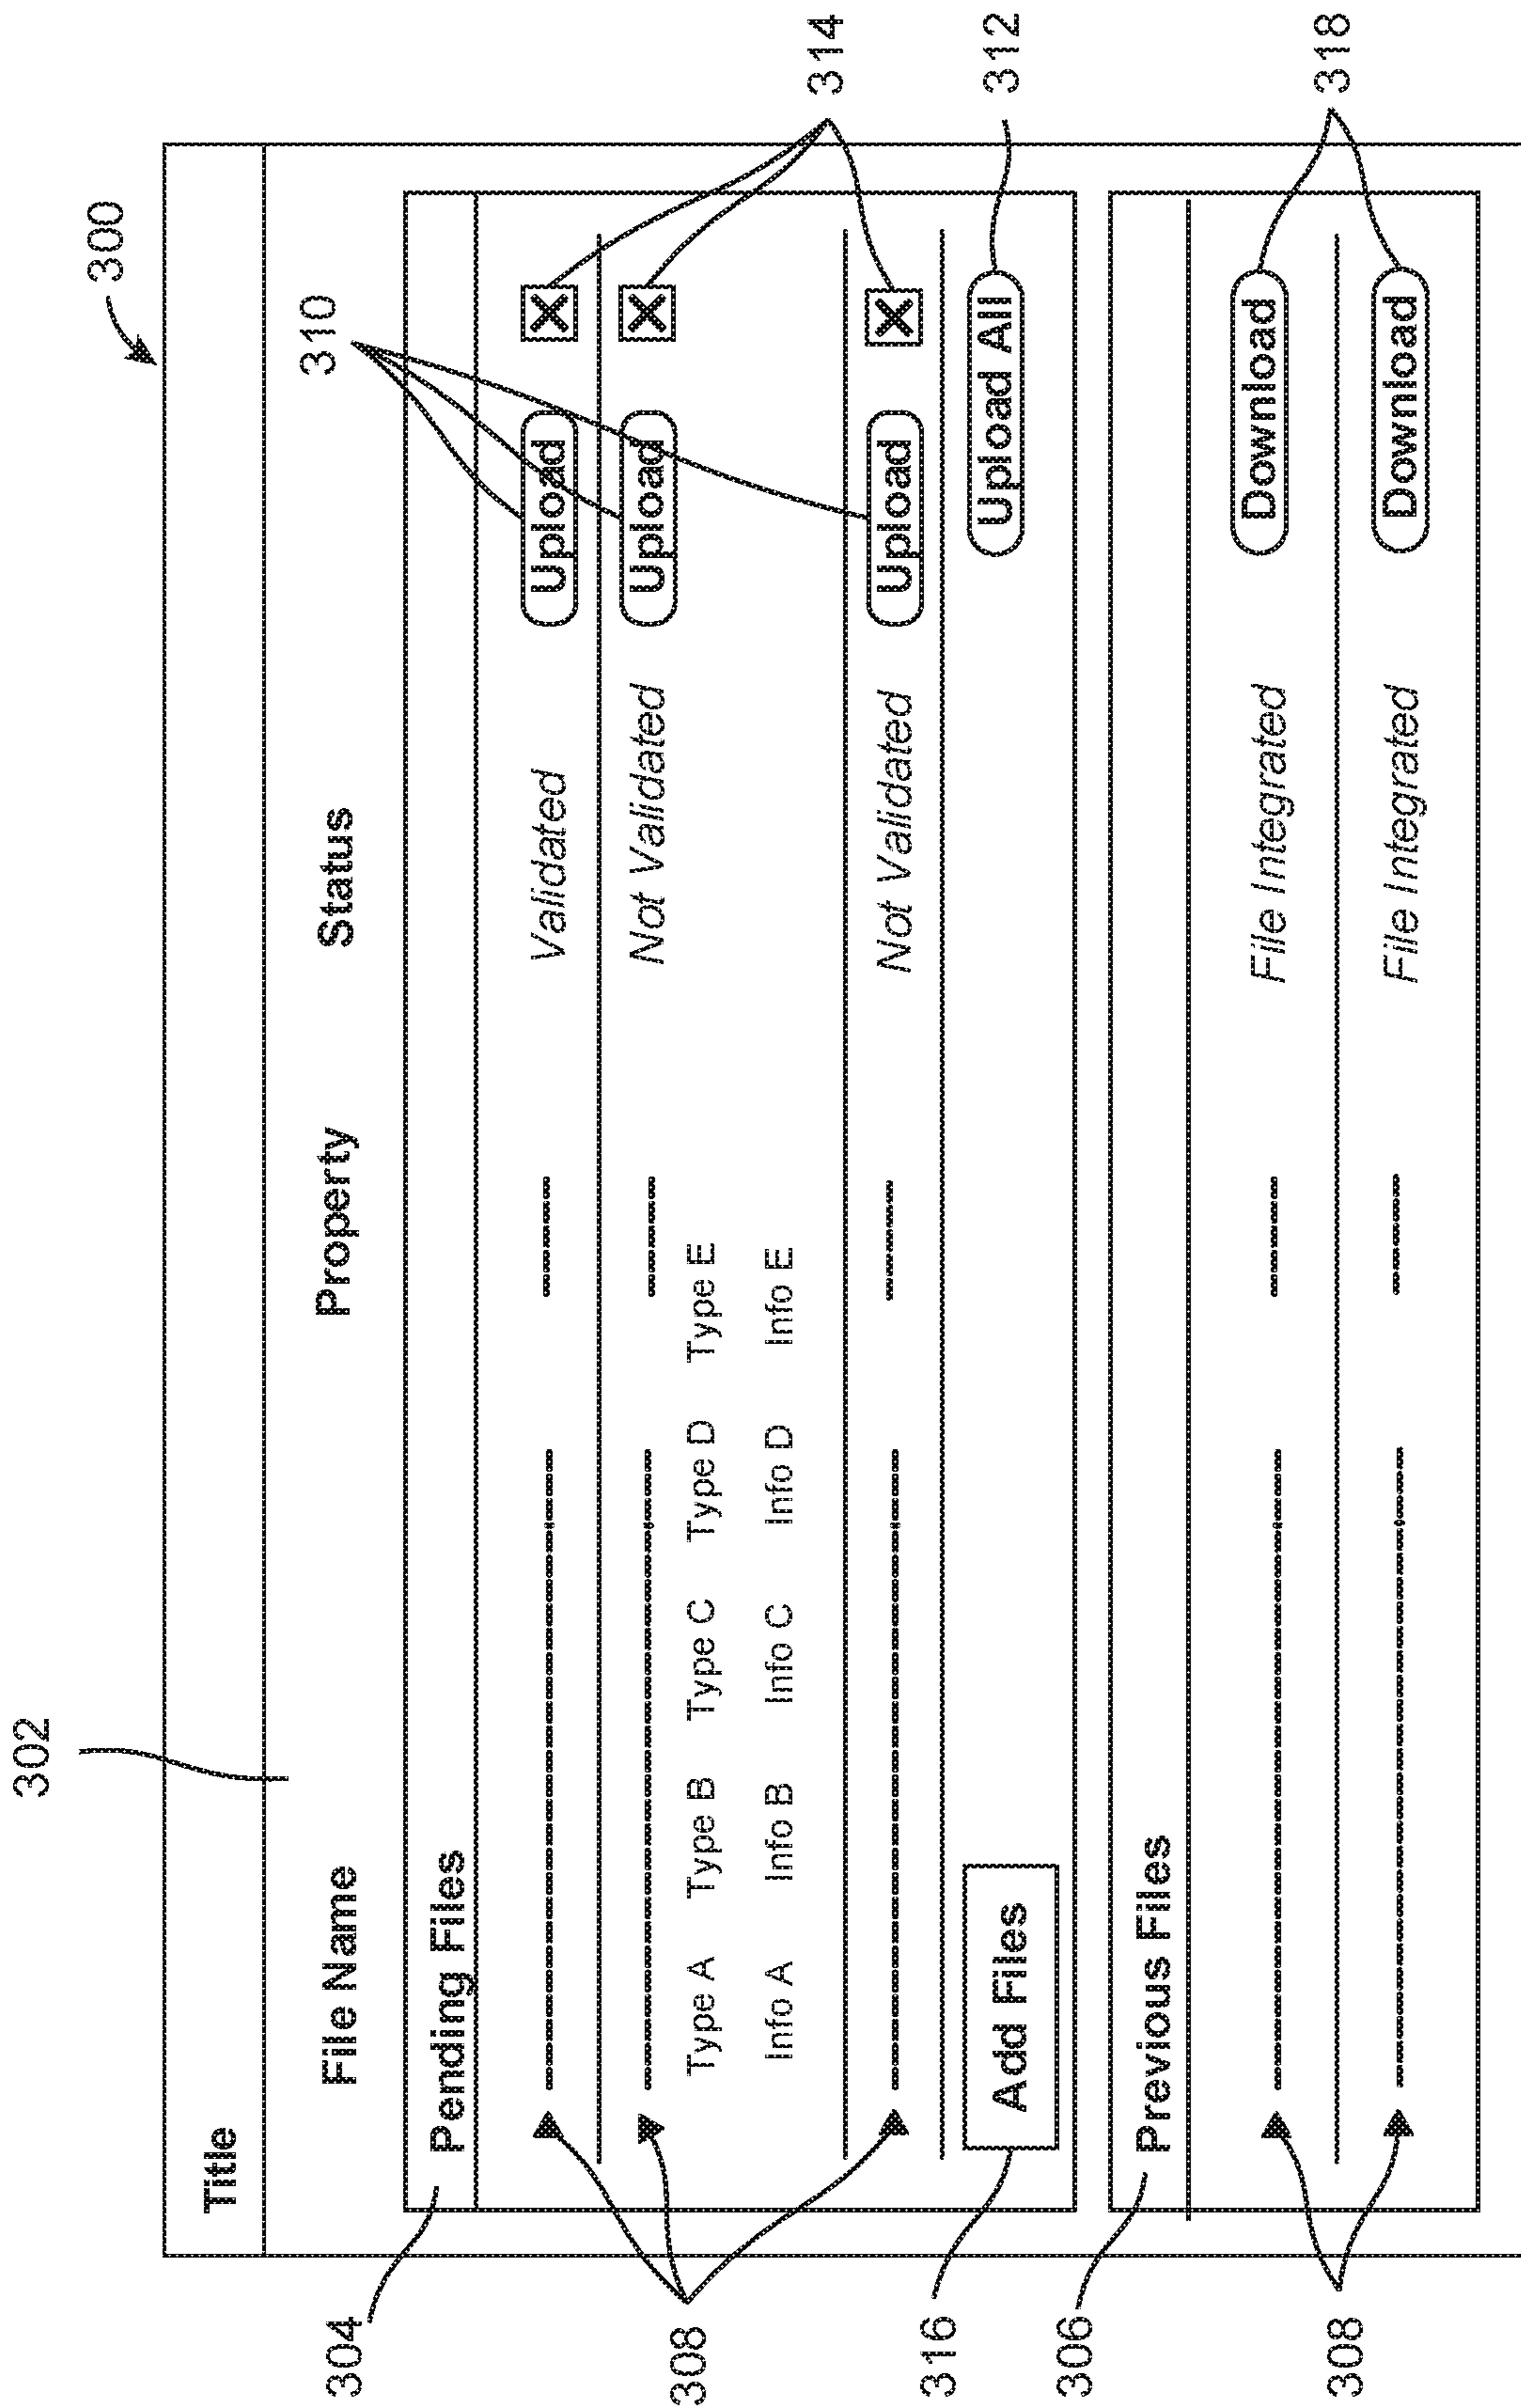 300
302
Title
310
File Name Property Status
304
Pending Files
Validated Upload X
314
308
Not Validated Upload X
Type A Type B Type C Type D Type E
Info A Info B Info C Info D Info E
Not Validated Upload X
316
Add Files Upload All
312
306
Previous Files
308
File Integrated Download
318
File Integrated Download